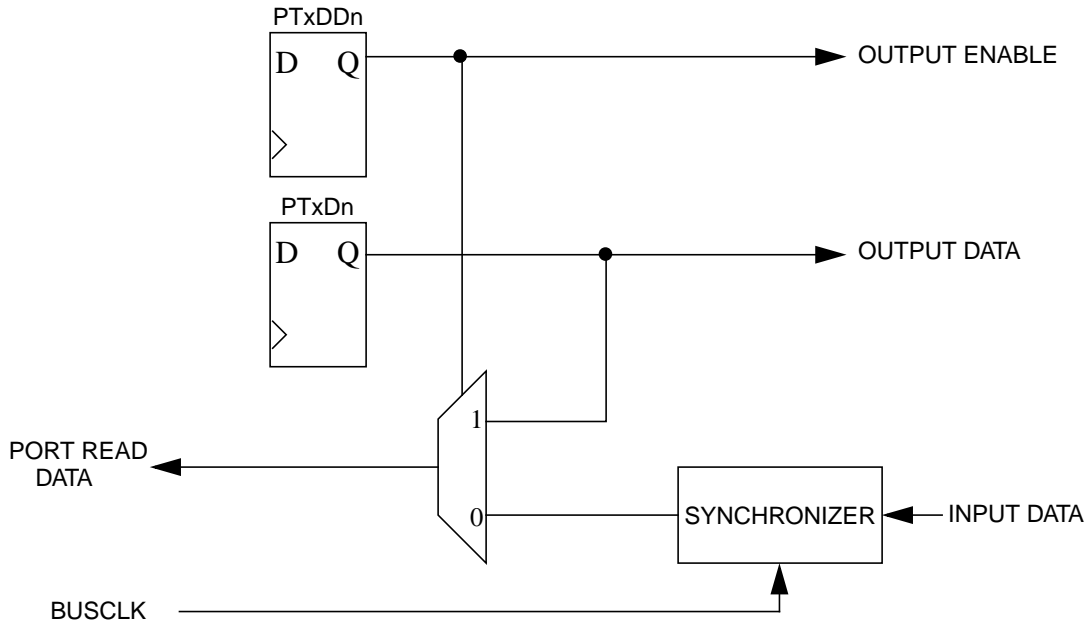 PTxDDn
D Q
OUTPUT ENABLE
PTxDn
D Q
OUTPUT DATA
1
PORT READ
DATA
0
SYNCHRONIZER
INPUT DATA
BUSCLK